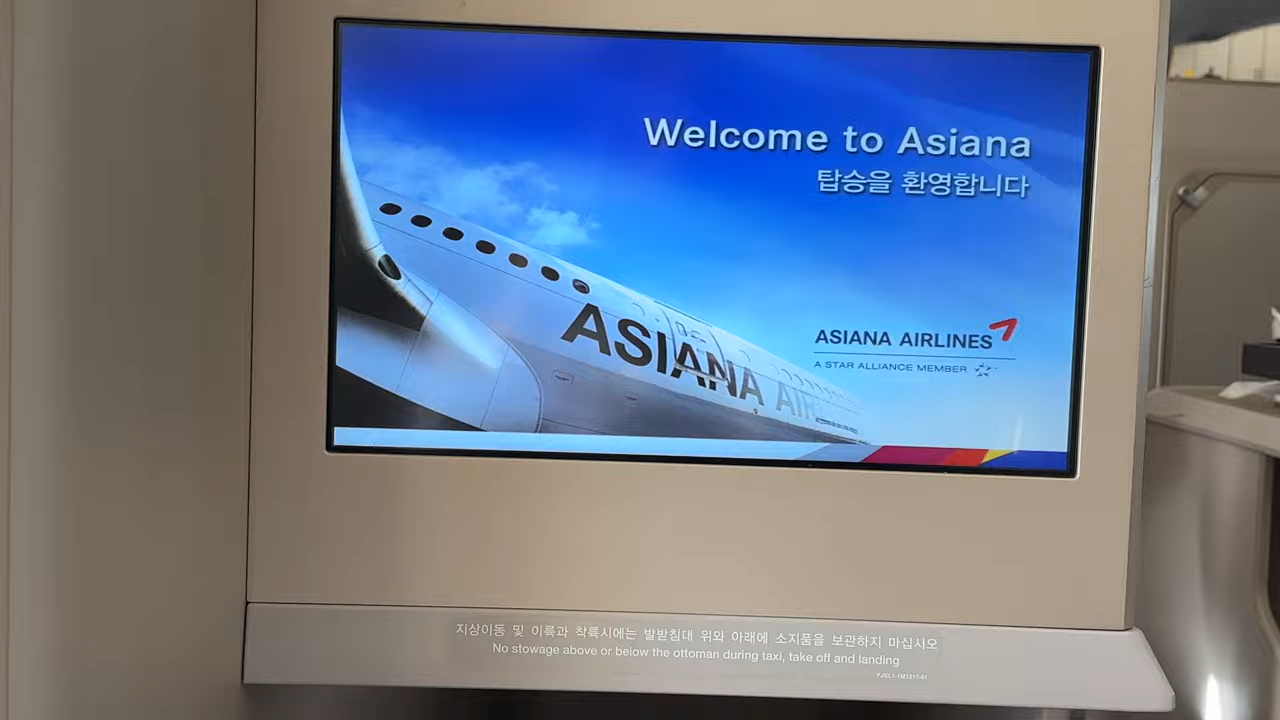 Welcome to Asiana
탑승을 환영합니다
ASIANA AIR
ASIANA AIRLINES
A STAR ALLIANCE MEMBER
지상이동 및 이륙과 착륙시에는 발받침대 위와 아래에 소지품을 보관하지 마십시오
No stowage above or below the ottoman during taxi, take off and landing